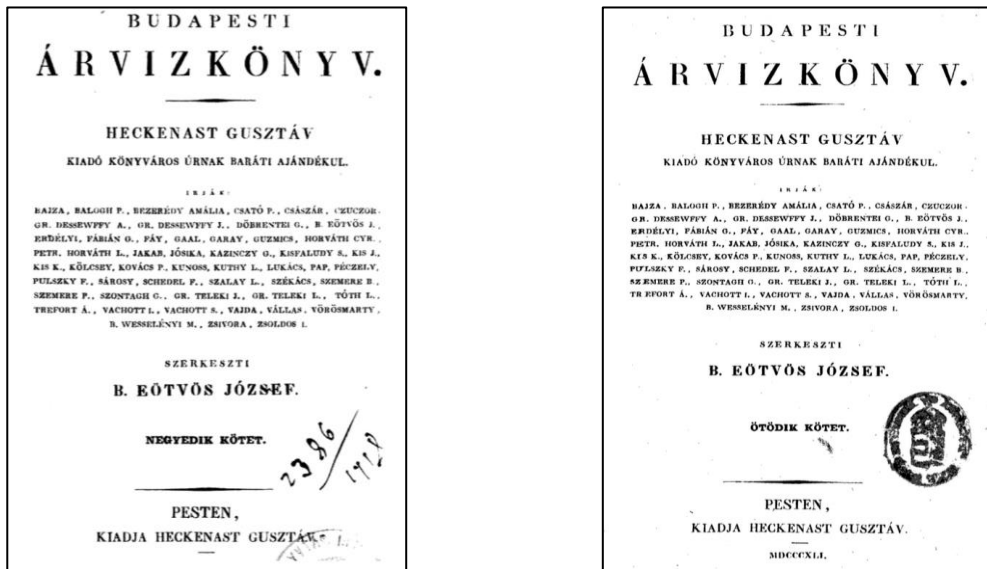 BUDAPESTI
ÁRVIZKÖNYV.
HECKENAST GUSZTÁV
KIADÓ KÖNYVÁROS ÚRNAK BARÁTI AJÁNDÉKUL.
IRJÁK:
BAJZA, BALOGH P., BEZERÉDY AMÁLIA, CSATÓ P., CSÁSZÁR, CZUCZOR.
GR. DESSEWFFY A., GR. DESSEWFFY J., DÖBRENTEI G., B. EÖTVÖS J.,
ERDÉLYI, FÁBIÁN G., FÁY, GAAL, GARAY, GUZMICS, HORVÁTH CYR.,
PETR. HORVÁTH L., JAKAB, JÓSIKA, KAZINCZY G., KISFALUDY S., KIS J.,
KIS K., KÖLCSEY, KOVÁCS P., KUNOSS, KUTHY L., LUKÁCS, PAP, PÉCZELY,
PULSZKY F., SÁROSY, SCHEDEL F., SZALAY L., SZÉKÁCS, SZEMERE B.,
SZEMERE P., SZONTAGH G., GR. TELEKI J., GR. TELEKI L., TÓTH L.,
TREFORT Á., VACHOTT I., VACHOTT S., VAJDA, VÁLLAS, VÖRÖSMARTY,
B. WESSELÉNYI M., ZSIVORA, ZSOLDOS I.
SZERKESZTI
B. EÖTVÖS JÓZSEF.
NEGYEDIK KÖTET.
2386
PESTEN,
KIADJA HECKENAST GUSZTÁV
BUDAPESTI
ÁRVIZKÖNYV.
HECKENAST GUSZTÁV
KIADÓ KÖNYVÁROS ÚRNAK BARÁTI AJÁNDÉKUL.
IRJÁK:
BAJZA, BALOGH P., BEZERÉDY AMÁLIA, CSATÓ P., CSÁSZÁR, CZUCZOR.
GR. DESSEWFFY A., GR. DESSEWFFY J., DÖBRENTEI G., B. EÖTVÖS J.,
ERDÉLYI, FÁBIÁN G., FÁY, GAAL, GARAY, GUZMICS, HORVÁTH CYR.,
PETR. HORVÁTH L., JAKAB, JÓSIKA, KAZINCZY G., KISFALUDY S., KIS J.,
KIS K., KÖLCSEY, KOVÁCS P., KUNOSS, KUTHY L., LUKÁCS, PAP, PÉCZELY,
PULSZKY F., SÁROSY, SCHEDEL F., SZALAY L., SZÉKÁCS, SZEMERE B.,
SZEMERE P., SZONTAGH G., GR. TELEKI J., GR. TELEKI L., TÓTH L.,
TREFORT Á., VACHOTT I., VACHOTT S., VAJDA, VÁLLAS, VÖRÖSMARTY,
B. WESSELÉNYI M., ZSIVORA, ZSOLDOS I.
SZERKESZTI
B. EÖTVÖS JÓZSEF.
ÖTÖDIK KÖTET.
PESTEN,
KIADJA HECKENAST GUSZTÁV.
MDCCCXLI.